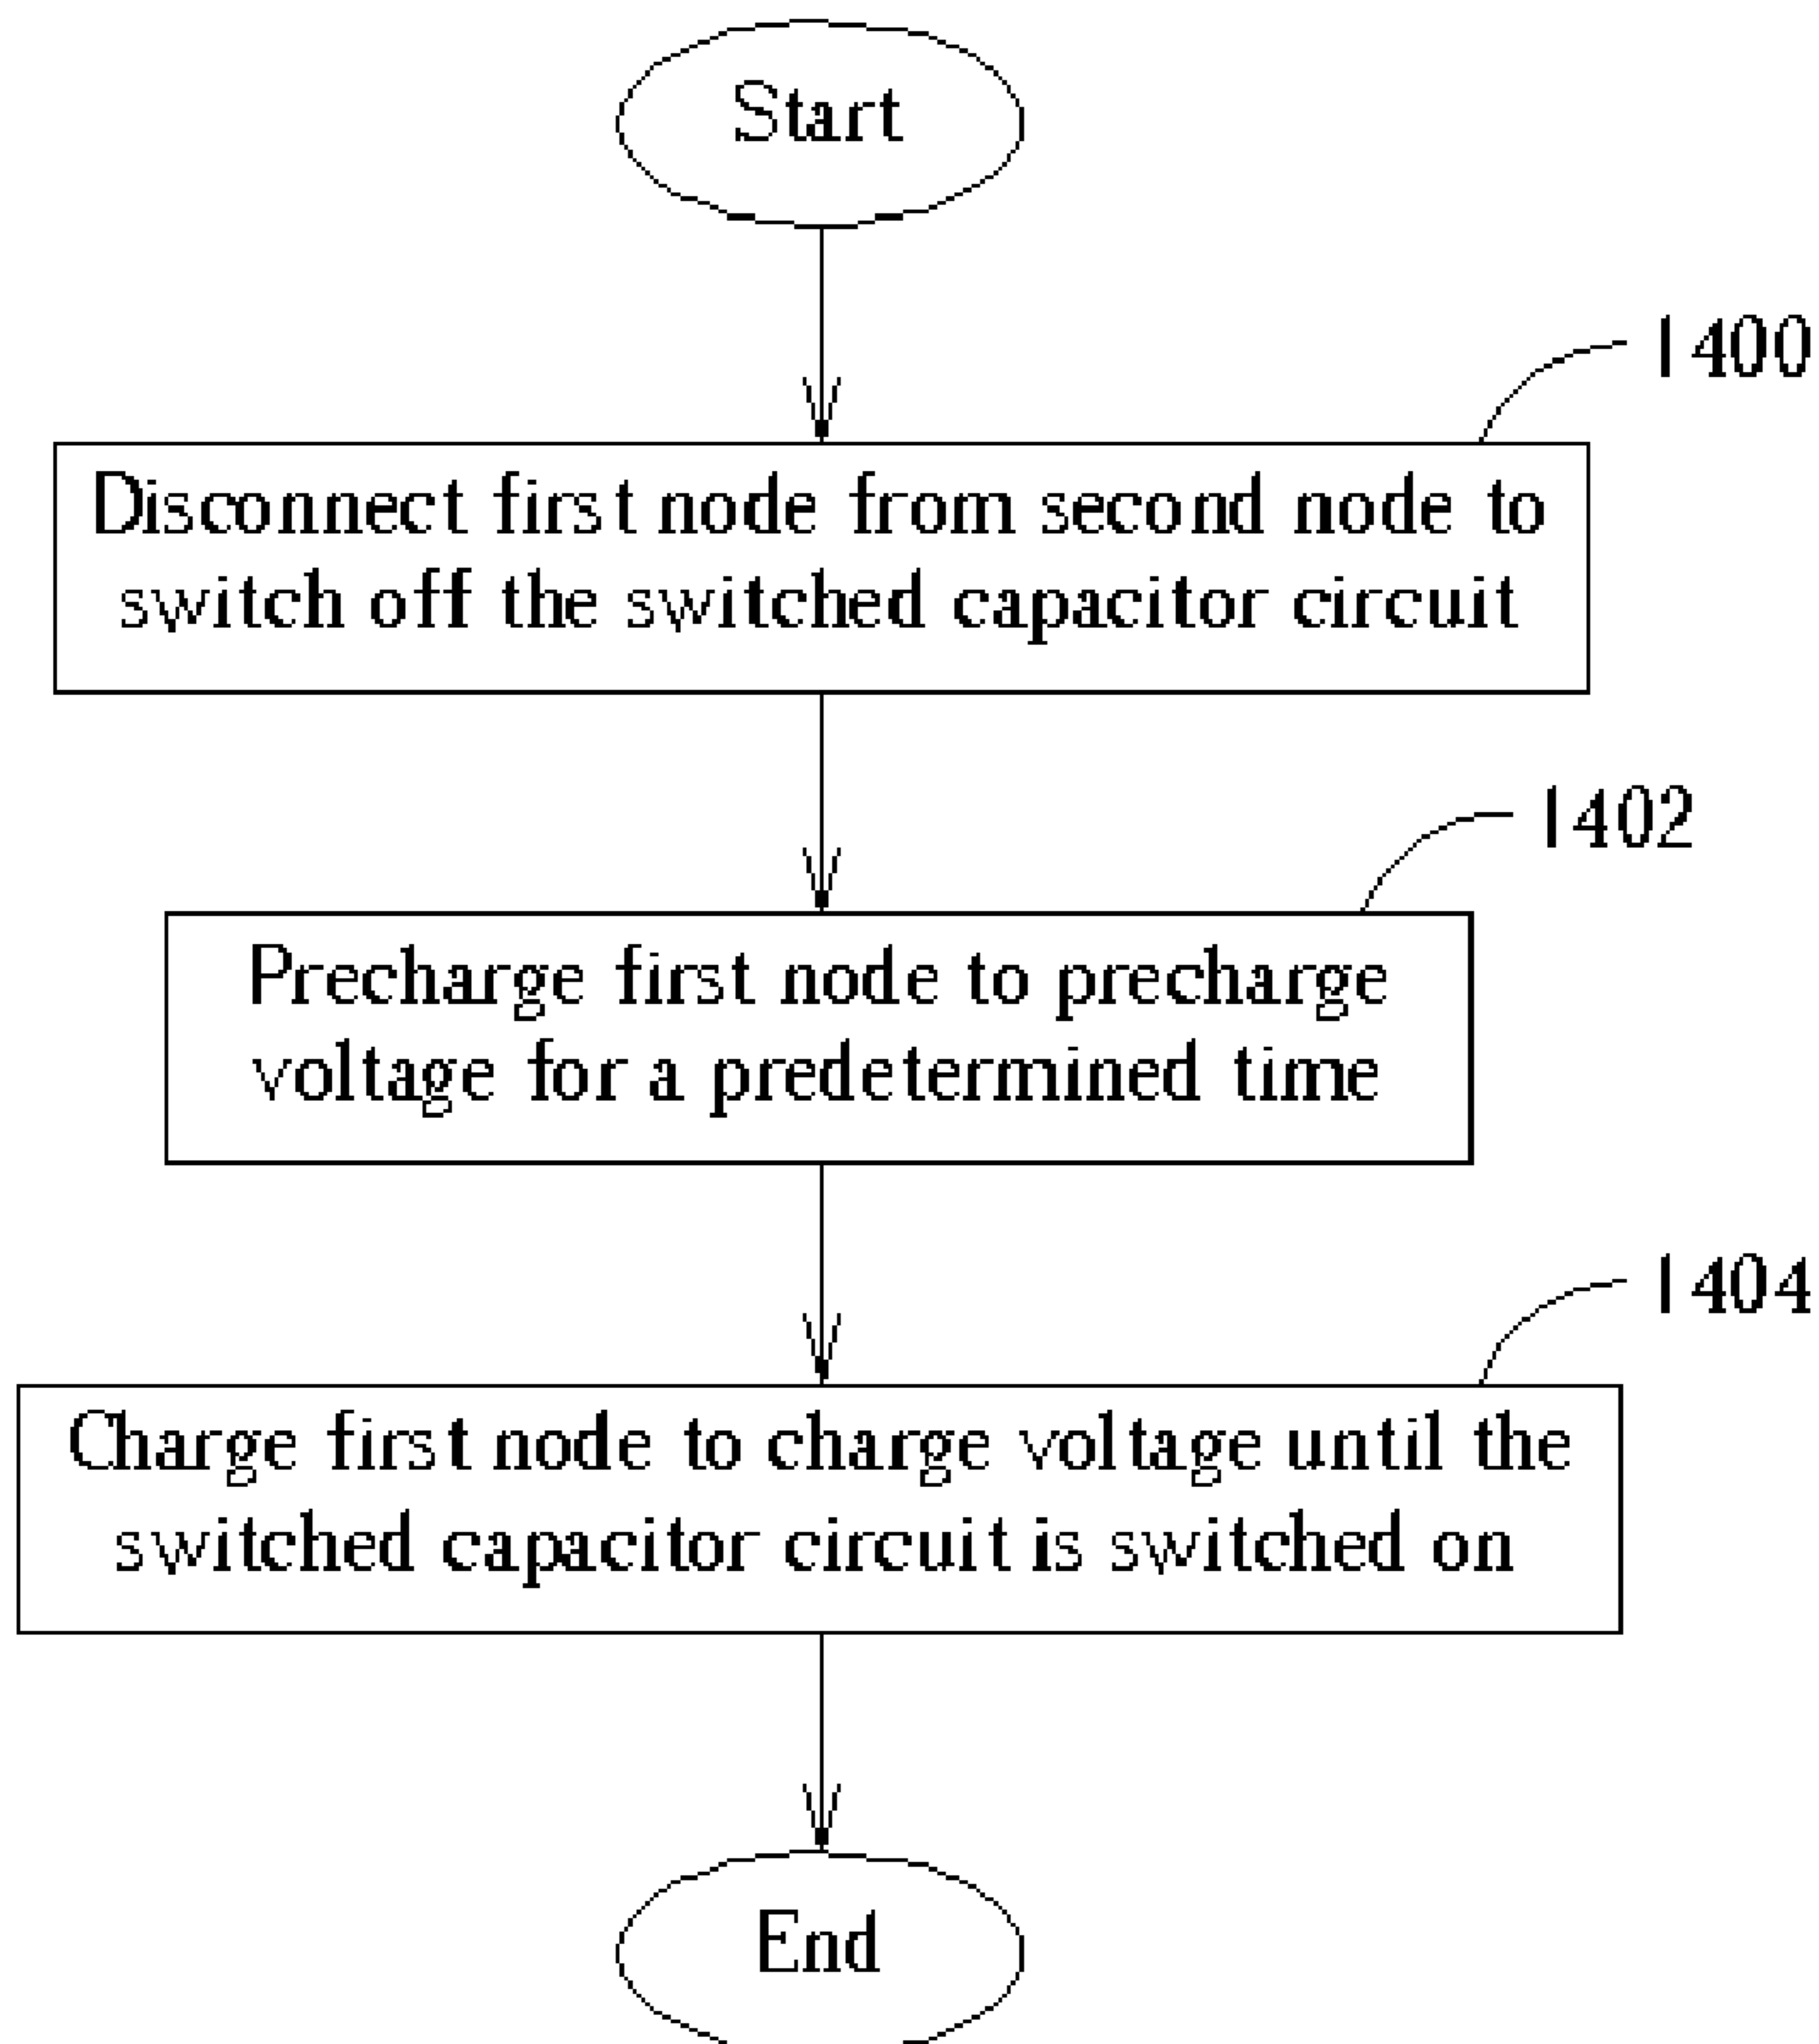 Start
1400
Disconnect first node from second node to
switch off the switched capacitor circuit
1402
Precharge first node to precharge
voltage for a predetermined time
1404
Charge first node to charge voltage until the
switched capacitor circuit is switched on
End